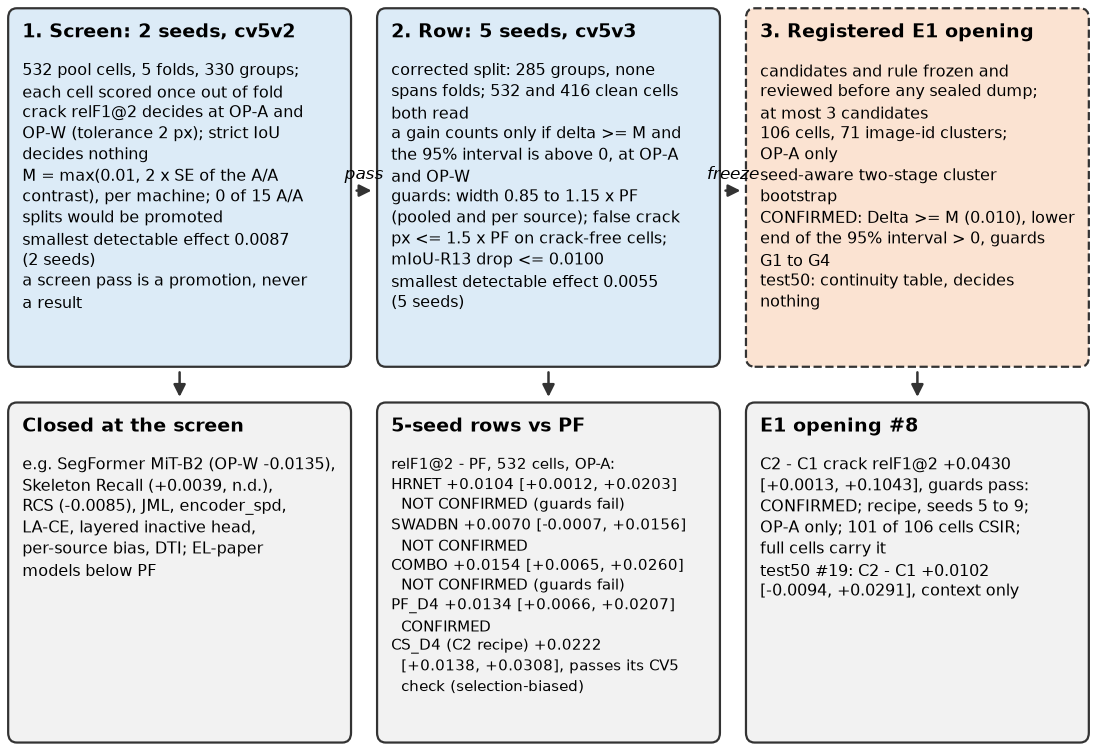 1. Screen: 2 seeds, cv5v2
532 pool cells, 5 folds, 330 groups;
each cell scored once out of fold
crack relF1@2 decides at OP-A and
OP-W (tolerance 2 px); strict IoU
decides nothing
M = max(0.01, 2 x SE of the A/A
contrast), per machine; 0 of 15 A/A
splits would be promoted
smallest detectable effect 0.0087
(2 seeds)
a screen pass is a promotion, never
a result
pass
2. Row: 5 seeds, cv5v3
corrected split: 285 groups, none
spans folds; 532 and 416 clean cells
both read
a gain counts only if delta >= M and
the 95% interval is above 0, at OP-A
and OP-W
guards: width 0.85 to 1.15 x PF
(pooled and per source); false crack
px <= 1.5 x PF on crack-free cells;
mIoU-R13 drop <= 0.0100
smallest detectable effect 0.0055
(5 seeds)
freeze
3. Registered E1 opening
candidates and rule frozen and
reviewed before any sealed dump;
at most 3 candidates
106 cells, 71 image-id clusters;
OP-A only
seed-aware two-stage cluster
bootstrap
CONFIRMED: Delta >= M (0.010), lower
end of the 95% interval > 0, guards
G1 to G4
test50: continuity table, decides
nothing
Closed at the screen
e.g. SegFormer MiT-B2 (OP-W -0.0135),
Skeleton Recall (+0.0039, n.d.),
RCS (-0.0085), JML, encoder_spd,
LA-CE, layered inactive head,
per-source bias, DTI; EL-paper
models below PF
5-seed rows vs PF
relF1@2 - PF, 532 cells, OP-A:
HRNET +0.0104 [+0.0012, +0.0203]
NOT CONFIRMED (guards fail)
SWADBN +0.0070 [-0.0007, +0.0156]
NOT CONFIRMED
COMBO +0.0154 [+0.0065, +0.0260]
NOT CONFIRMED (guards fail)
PF_D4 +0.0134 [+0.0066, +0.0207]
CONFIRMED
CS_D4 (C2 recipe) +0.0222
[+0.0138, +0.0308], passes its CV5
check (selection-biased)
E1 opening #8
C2 - C1 crack relF1@2 +0.0430
[+0.0013, +0.1043], guards pass:
CONFIRMED; recipe, seeds 5 to 9;
OP-A only; 101 of 106 cells CSIR;
full cells carry it
test50 #19: C2 - C1 +0.0102
[-0.0094, +0.0291], context only